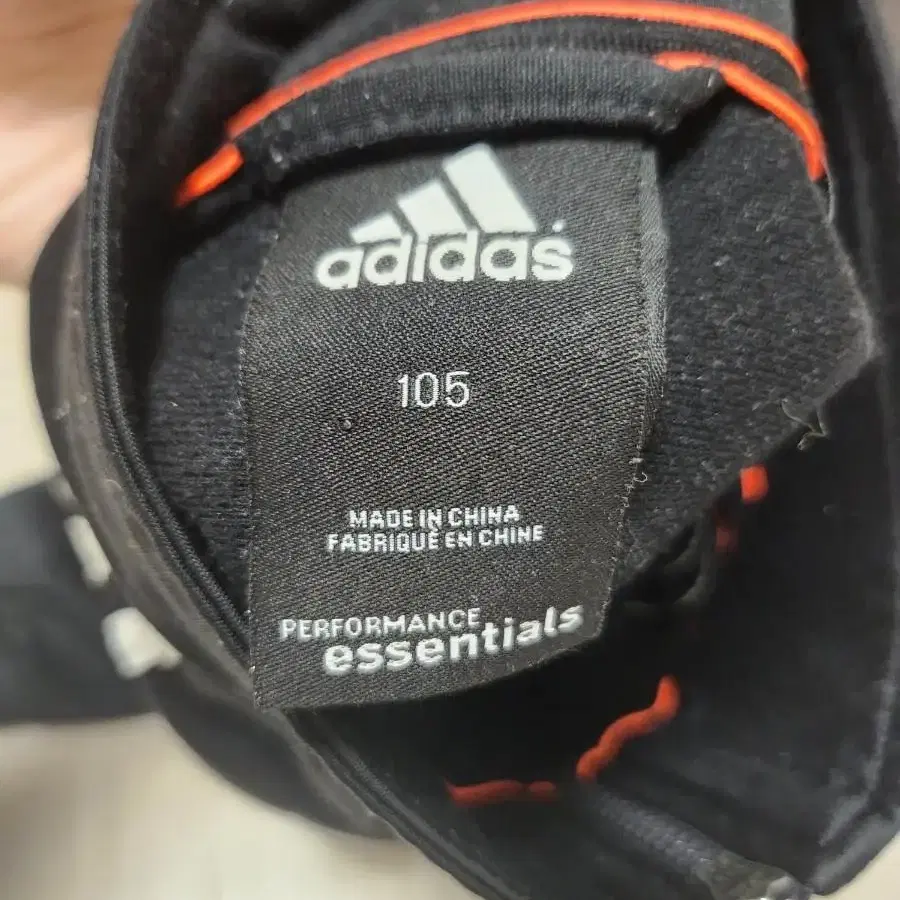 adidas
105
MADE IN CHINA
FABRIQUÉ EN CHINE
PERFORMANCE
essentials